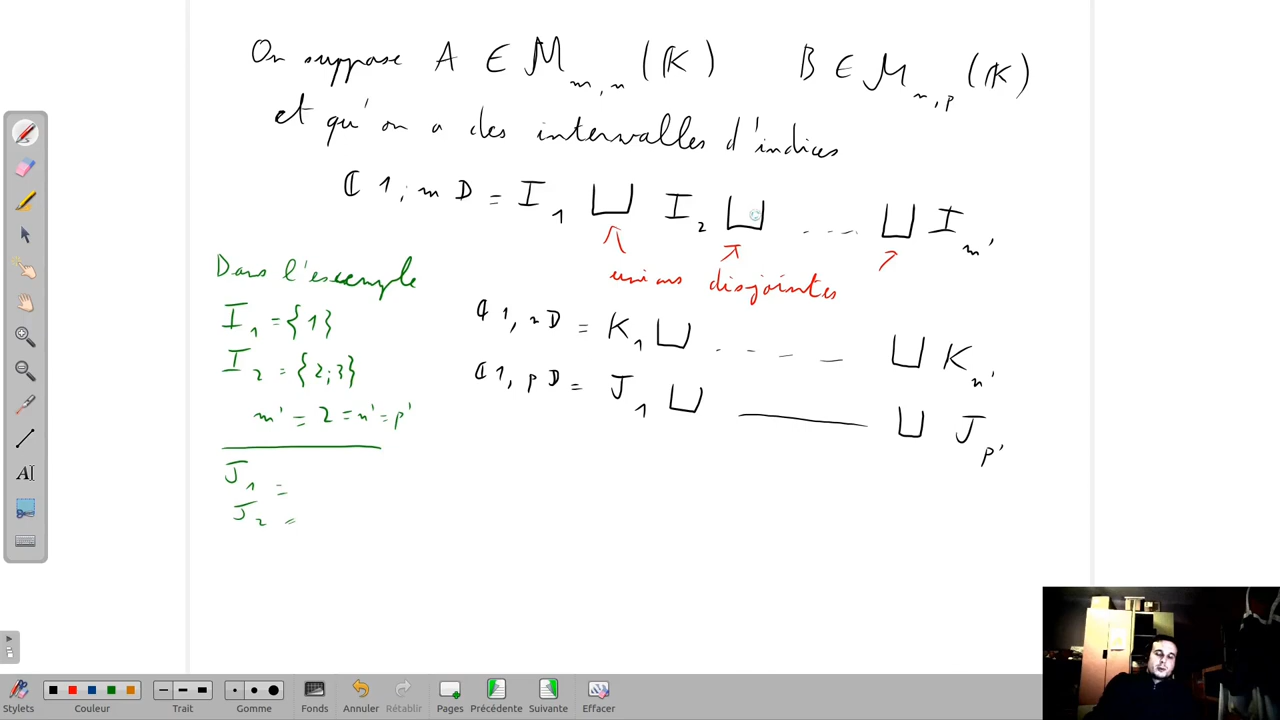 On suppose A ∈ M_{m,n} (K)    B ∈ M_{n,p} (K)
et qu'on a des intervalles d'indices
⟦1; m⟧ = I_1 ⊔ I_2 ⊔ ..... ⊔ I_{m'}
unions disjointes
⟦1, n⟧ = K_1 ⊔ ..... ⊔ K_{n'}
⟦1, p⟧ = J_1 ⊔ ——— ⊔ J_{p'}
Dans l'exemple
I_1 = {1}
I_2 = {2;3}
m' = 2 = n' = p'
J_1 =
J_2 =
AI
Stylets
Couleur
Trait
Gomme
Fonds
Annuler
Rétablir
Pages
Précédente
Suivante
Effacer